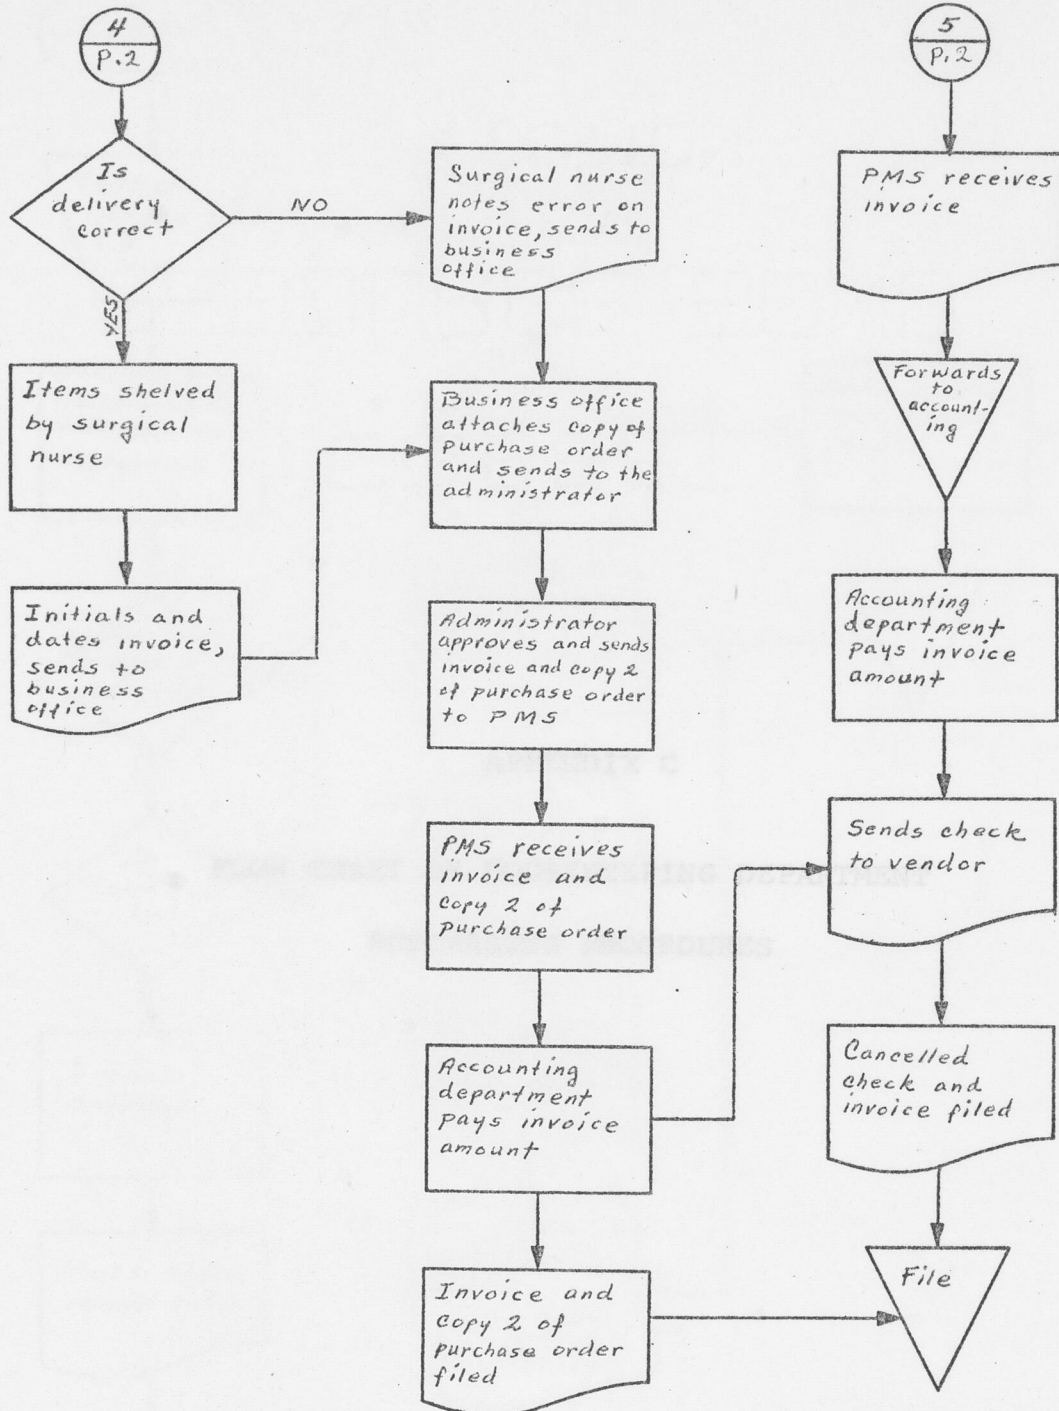 4
P.2
Is
delivery
correct
NO
YES
Items shelved
by surgical
nurse
Initials and
dates invoice,
sends to
business
office
Surgical nurse
notes error on
invoice, sends to
business
office
Business office
attaches copy of
purchase order
and sends to the
administrator
Administrator
approves and sends
invoice and copy 2
of purchase order
to PMS
PMS receives
invoice and
copy 2 of
purchase order
Accounting
department
pays invoice
amount
Invoice and
copy 2 of
purchase order
filed
5
P.2
PMS receives
invoice
Forwards
to
account-
ing
Accounting
department
pays invoice
amount
Sends check
to vendor
Cancelled
check and
invoice filed
File
APPENDIX C